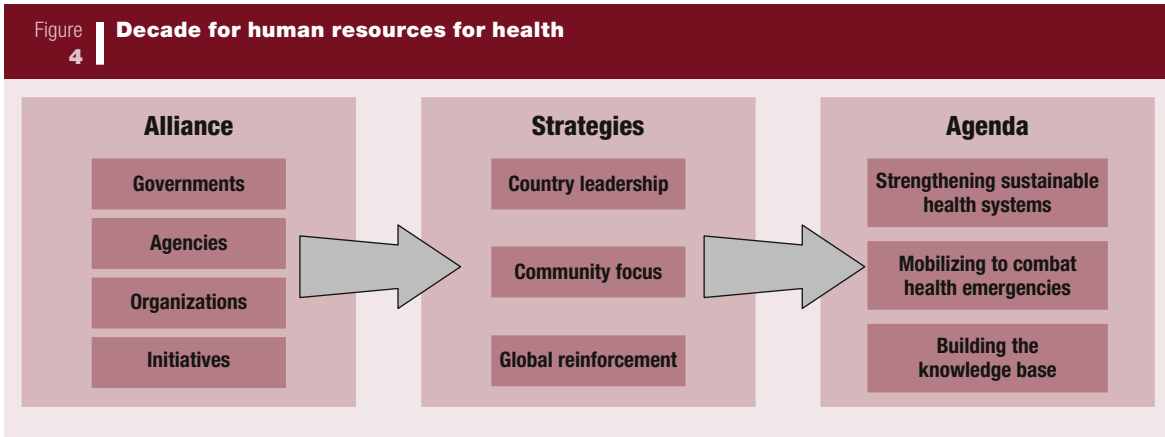 Figure
4
Decade for human resources for health
Alliance
Governments
Agencies
Organizations
Initiatives
Strategies
Country leadership
Community focus
Global reinforcement
Agenda
Strengthening sustainable
health systems
Mobilizing to combat
health emergencies
Building the
knowledge base